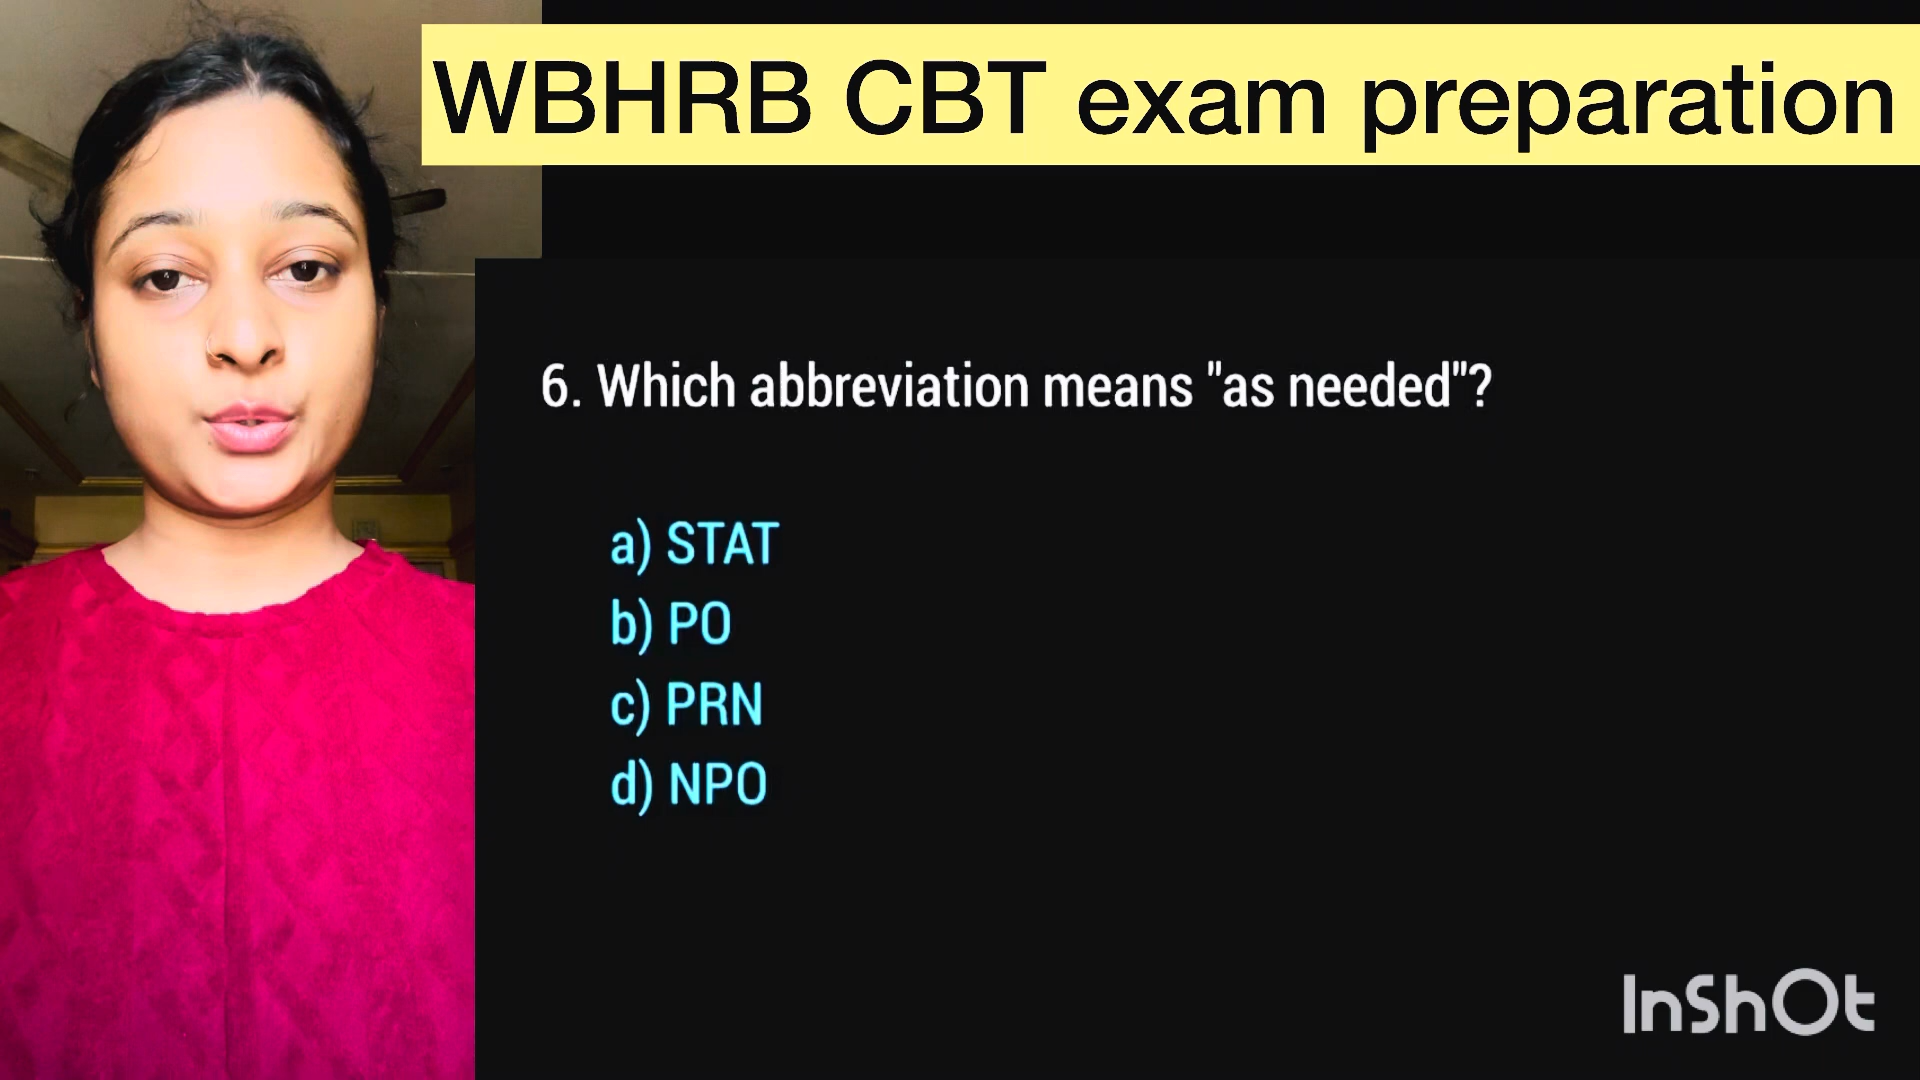 WBHRB CBT exam preparation
6. Which abbreviation means "as needed"?
a) STAT
b) PO
c) PRN
d) NPO
InShOt